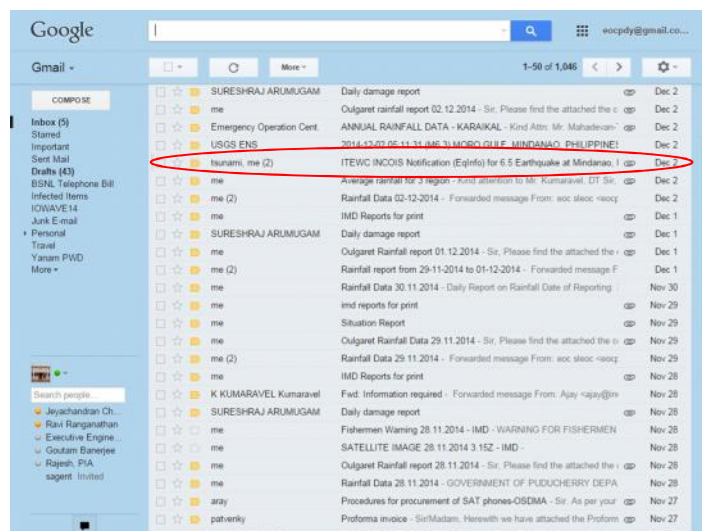 Google
eocpdy@gmail.co...
Gmail
More
1–50 of 1,046
COMPOSE
Inbox (5)
Starred
Important
Sent Mail
Drafts (43)
BSNL Telephone Bill
Infected Items
IOWAVE14
Junk E-mail
Personal
Travel
Yanam PWD
More
Search people...
Jeyachandran Ch...
Ravi Ranganathan
Executive Engine...
Goutam Banerjee
Rajesh, PIA
sagent Invited
SURESHRAJ ARUMUGAM Daily damage report Dec 2
me Oulgaret rainfall report 02.12.2014 - Sir, Please find the attached the c Dec 2
Emergency Operation Cent. ANNUAL RAINFALL DATA - KARAIKAL - Kind Attn: Mr. Mahadevan Dec 2
USGS ENS 2014-12-02 05:11:31 (M6.3) MORO GULF, MINDANAO, PHILIPPINES Dec 2
tsunami, me (2) ITEWC INCOIS Notification (EqInfo) for 6.5 Earthquake at Mindanao, Dec 2
me Average rainfall for 3 region - Kind attention to Mr. Kumaravel, DT Sir, Dec 2
me (2) Rainfall Data 02-12-2014 - Forwarded message From: eoc sleoc <eocp Dec 2
me IMD Reports for print Dec 1
SURESHRAJ ARUMUGAM Daily damage report Dec 1
me Oulgaret Rainfall report 01.12.2014 - Sir, Please find the attached the Dec 1
me (2) Rainfall report from 29-11-2014 to 01-12-2014 - Forwarded message F Dec 1
me Rainfall Data 30.11.2014 - Daily Report on Rainfall Date of Reporting: Nov 30
me imd reports for print Nov 29
me Situation Report Nov 29
me Oulgaret Rainfall Data 29.11.2014 - Sir, Please find the attached the c Nov 29
me (2) Rainfall Data 29.11.2014 - Forwarded message From: eoc sleoc <eocp Nov 29
me IMD Reports for print Nov 28
K KUMARAVEL Kumaravel Fwd: Information required - Forwarded message From: Ajay <ajay@ Nov 28
SURESHRAJ ARUMUGAM Daily damage report Nov 28
me Fishermen Warning 28.11.2014 - IMD - WARNING FOR FISHERMEN Nov 28
me SATELLITE IMAGE 28.11.2014 3.15Z - IMD - Nov 28
me Oulgaret Rainfall report 28.11.2014 - Sir, Please find the attached the Nov 28
me Rainfall Data 28.11.2014 - GOVERNMENT OF PUDUCHERRY DEPA Nov 28
aray Procedures for procurement of SAT phones-OSDMA - Sir. As per your Nov 27
patvenky Proforma invoice - Sir/Madam. Herewith we have attached the Proform Nov 27